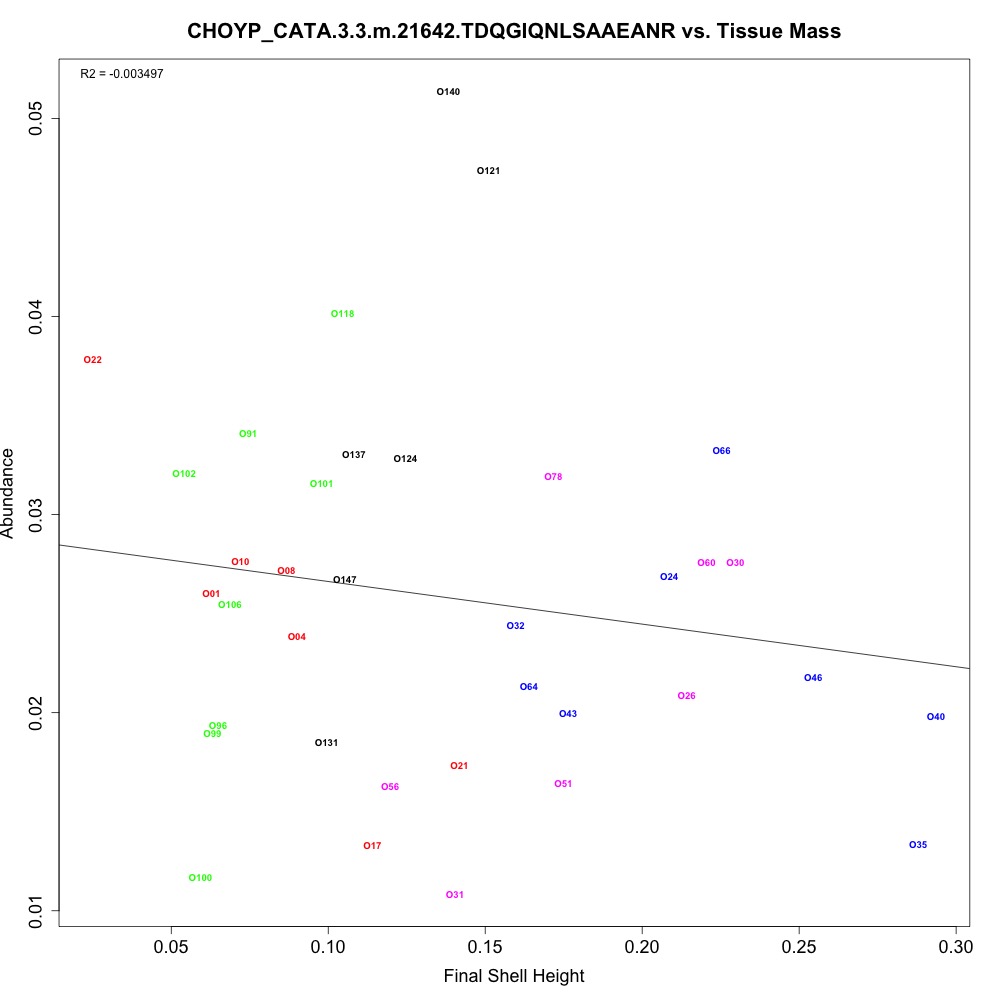 CHOYP_CATA.3.3.m.21642.TDQGIQNLSAAEANR vs. Tissue Mass
R2 = -0.003497
O140
0.05
O121
O118
0.04
O22
O91
O137
O124
O66
O102
O78
O101
Abundance
0.03
O10
O60
O30
O08
O24
O147
O01
O106
O32
O04
O64
O46
O26
0.02
O43
O40
O96
O99
O131
O21
O51
O56
O17
O35
O100
O31
0.01
0.05
0.10
0.15
0.20
0.25
0.30
Final Shell Height